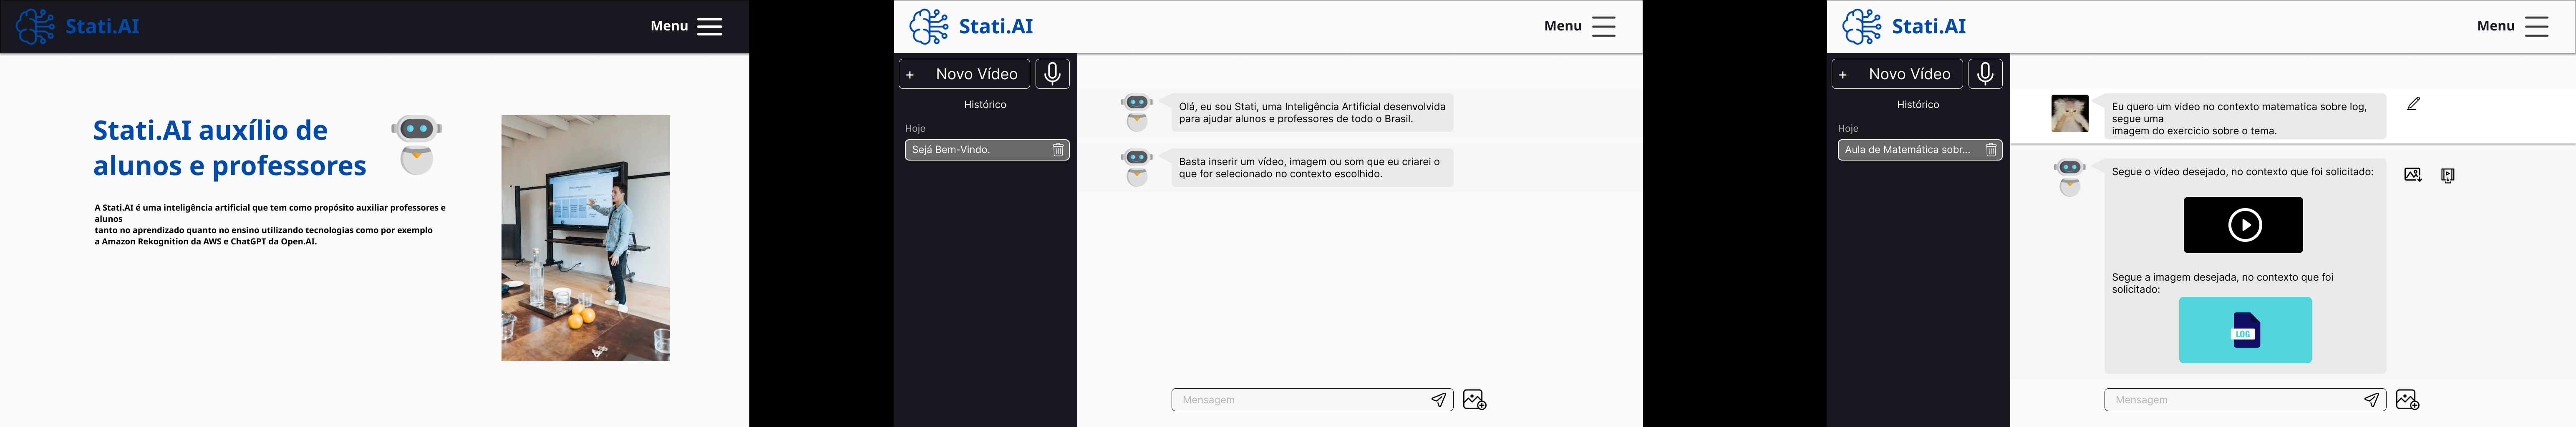 Stati.AI
Menu
Stati.AI auxílio de
alunos e professores
A Stati.AI é uma inteligência artificial que tem como propósito auxiliar professores e
alunos
tanto no aprendizado quanto no ensino utilizando tecnologias como por exemplo
a Amazon Rekognition da AWS e ChatGPT da Open.AI.
Stati.AI
Menu
+ Novo Vídeo
Histórico
Hoje
Sejá Bem-Vindo.
Olá, eu sou Stati, uma Inteligência Artificial desenvolvida
para ajudar alunos e professores de todo o Brasil.
Basta inserir um vídeo, imagem ou som que eu criarei o
que for selecionado no contexto escolhido.
Mensagem
Stati.AI
Menu
+ Novo Vídeo
Histórico
Hoje
Aula de Matemática sobr...
Eu quero um video no contexto matematica sobre log,
segue uma
imagem do exercicio sobre o tema.
Segue o vídeo desejado, no contexto que foi solicitado:
Segue a imagem desejada, no contexto que foi
solicitado:
LOG
Mensagem